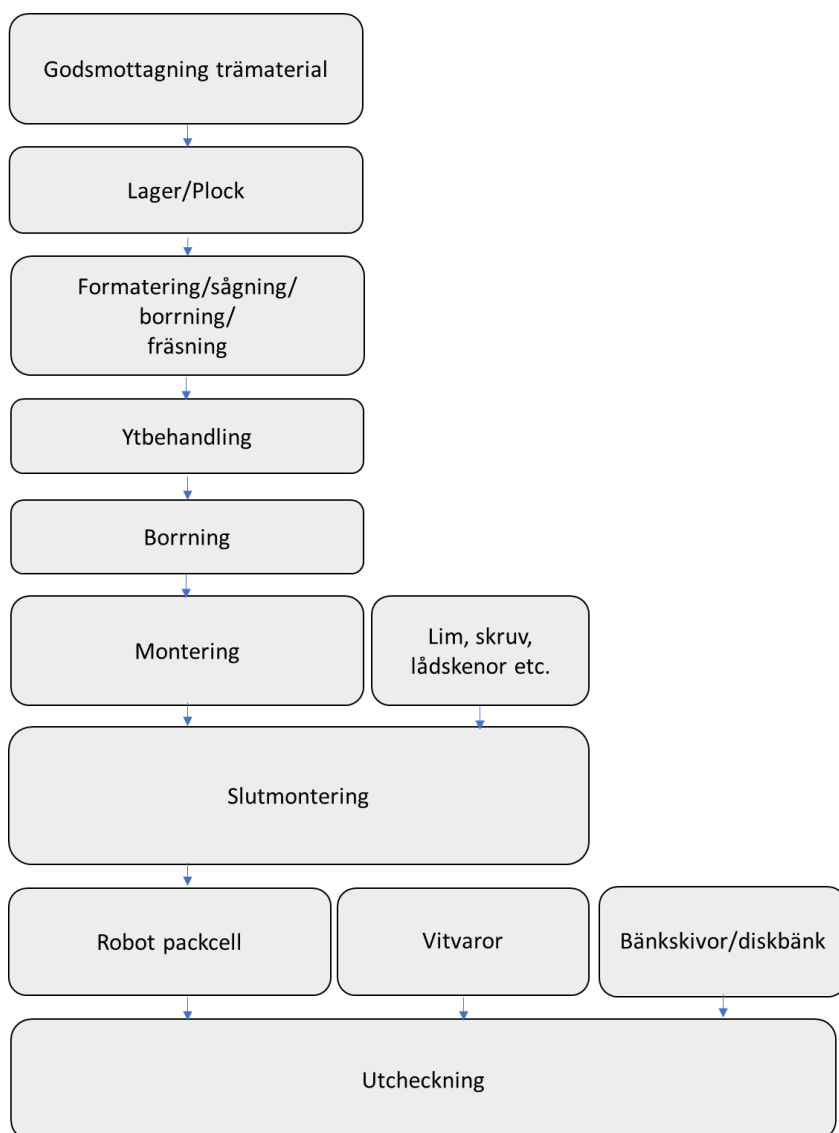 Godsmottagning trämaterial
Lager/Plock
Formatering/sågning/
borrning/
fräsning
Ytbehandling
Borrning
Montering
Lim, skruv,
lådskenor etc.
Slutmontering
Robot packcell
Vitvaror
Bänkskivor/diskbänk
Utcheckning